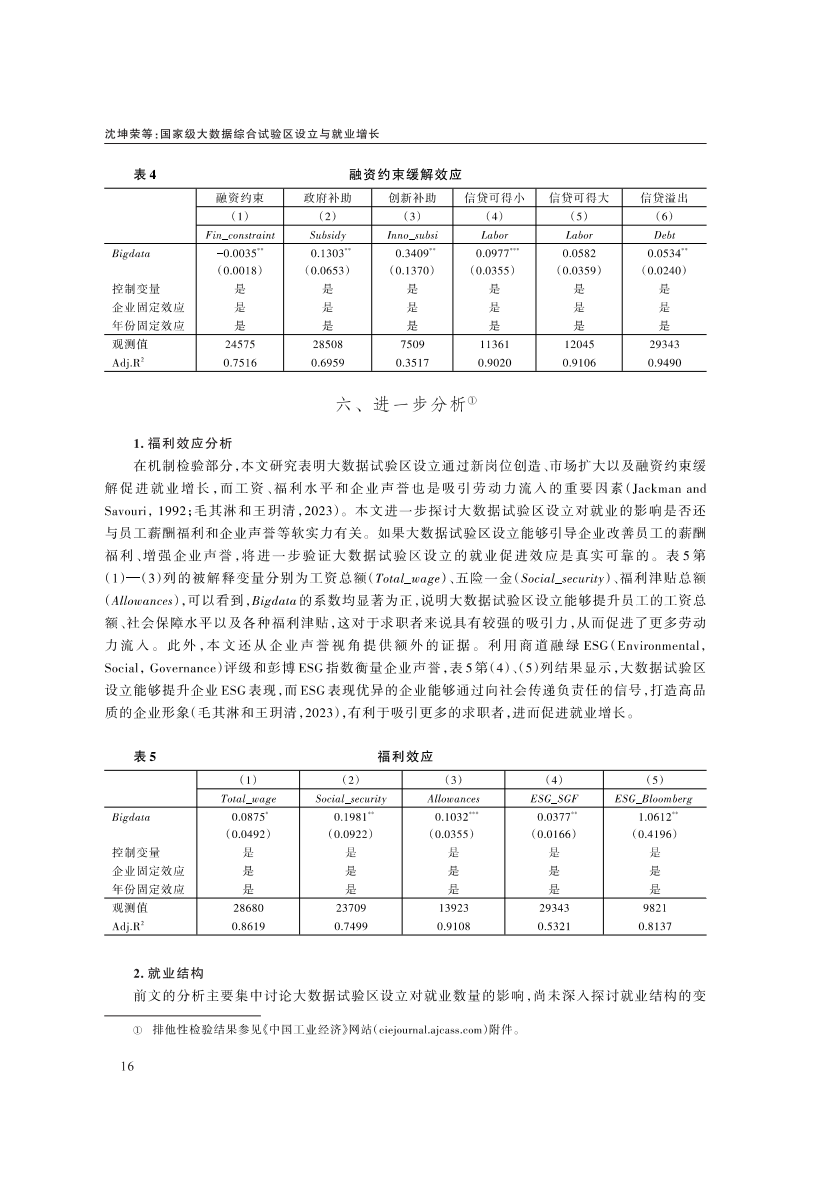 沈坤荣等:国家级大数据综合试验区设立与就业增长
表4 融资约束缓解效应
融资约束 政府补助 创新补助 信贷可得小 信贷可得大 信贷溢出
(1) (2) (3) (4) (5) (6)
Fin_constraint Subsidy Inno_subsi Labor Labor Debt
Bigdata -0.0035** 0.1303** 0.3409** 0.0977*** 0.0582 0.0534**
(0.0018) (0.0653) (0.1370) (0.0355) (0.0359) (0.0240)
控制变量 是 是 是 是 是 是
企业固定效应 是 是 是 是 是 是
年份固定效应 是 是 是 是 是 是
观测值 24575 28508 7509 11361 12045 29343
Adj.R² 0.7516 0.6959 0.3517 0.9020 0.9106 0.9490
六、进一步分析①
1. 福利效应分析
在机制检验部分,本文研究表明大数据试验区设立通过新岗位创造、市场扩大以及融资约束缓
解促进就业增长,而工资、福利水平和企业声誉也是吸引劳动力流入的重要因素(Jackman and
Savouri, 1992;毛其淋和王玥清,2023)。本文进一步探讨大数据试验区设立对就业的影响是否还
与员工薪酬福利和企业声誉等软实力有关。如果大数据试验区设立能够引导企业改善员工的薪酬
福利、增强企业声誉,将进一步验证大数据试验区设立的就业促进效应是真实可靠的。表5第
(1)—(3)列的被解释变量分别为工资总额(Total_wage)、五险一金(Social_security)、福利津贴总额
(Allowances),可以看到,Bigdata的系数均显著为正,说明大数据试验区设立能够提升员工的工资总
额、社会保障水平以及各种福利津贴,这对于求职者来说具有较强的吸引力,从而促进了更多劳动
力流入。此外,本文还从企业声誉视角提供额外的证据。利用商道融绿ESG(Environmental,
Social, Governance)评级和彭博ESG指数衡量企业声誉,表5第(4)、(5)列结果显示,大数据试验区
设立能够提升企业ESG表现,而ESG表现优异的企业能够通过向社会传递负责任的信号,打造高品
质的企业形象(毛其淋和王玥清,2023),有利于吸引更多的求职者,进而促进就业增长。
表5 福利效应
(1) (2) (3) (4) (5)
Total_wage Social_security Allowances ESG_SGF ESG_Bloomberg
Bigdata 0.0875* 0.1981** 0.1032*** 0.0377** 1.0612**
(0.0492) (0.0922) (0.0355) (0.0166) (0.4196)
控制变量 是 是 是 是 是
企业固定效应 是 是 是 是 是
年份固定效应 是 是 是 是 是
观测值 28680 23709 13923 29343 9821
Adj.R² 0.8619 0.7499 0.9108 0.5321 0.8137
2. 就业结构
前文的分析主要集中讨论大数据试验区设立对就业数量的影响,尚未深入探讨就业结构的变
① 排他性检验结果参见《中国工业经济》网站(ciejournal.ajcass.com)附件。
16